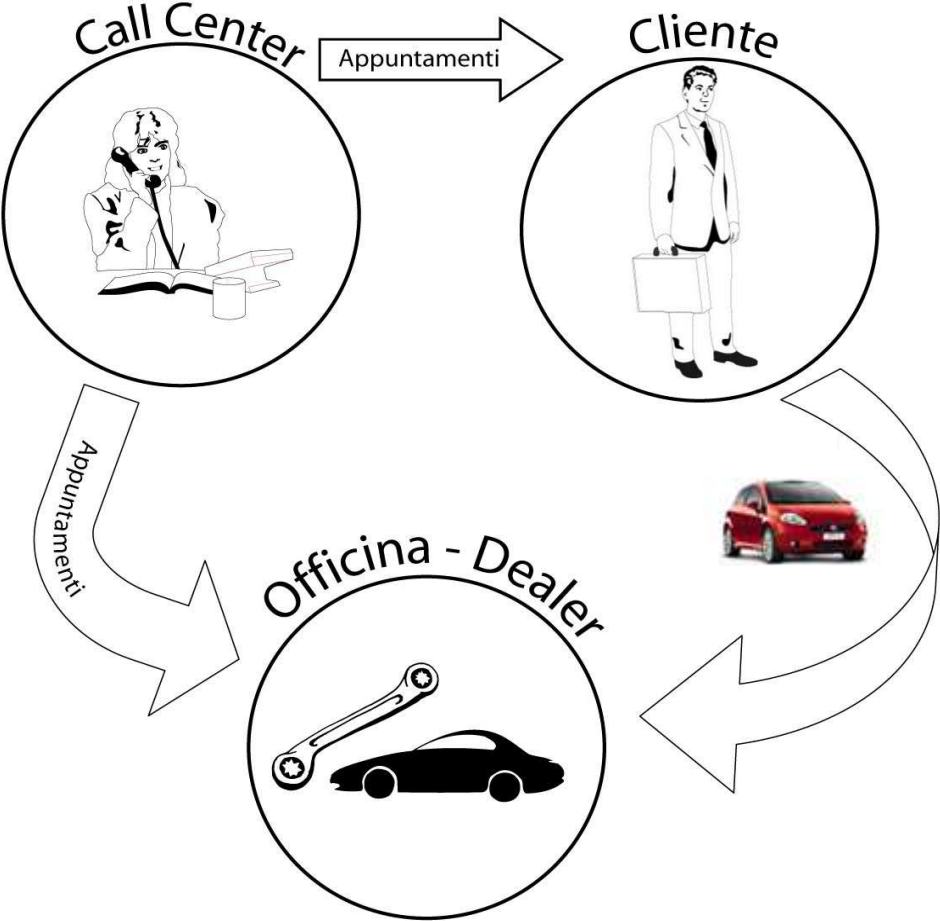 Call Center
Appuntamenti
Cliente
Appuntamenti
Officina - Dealer